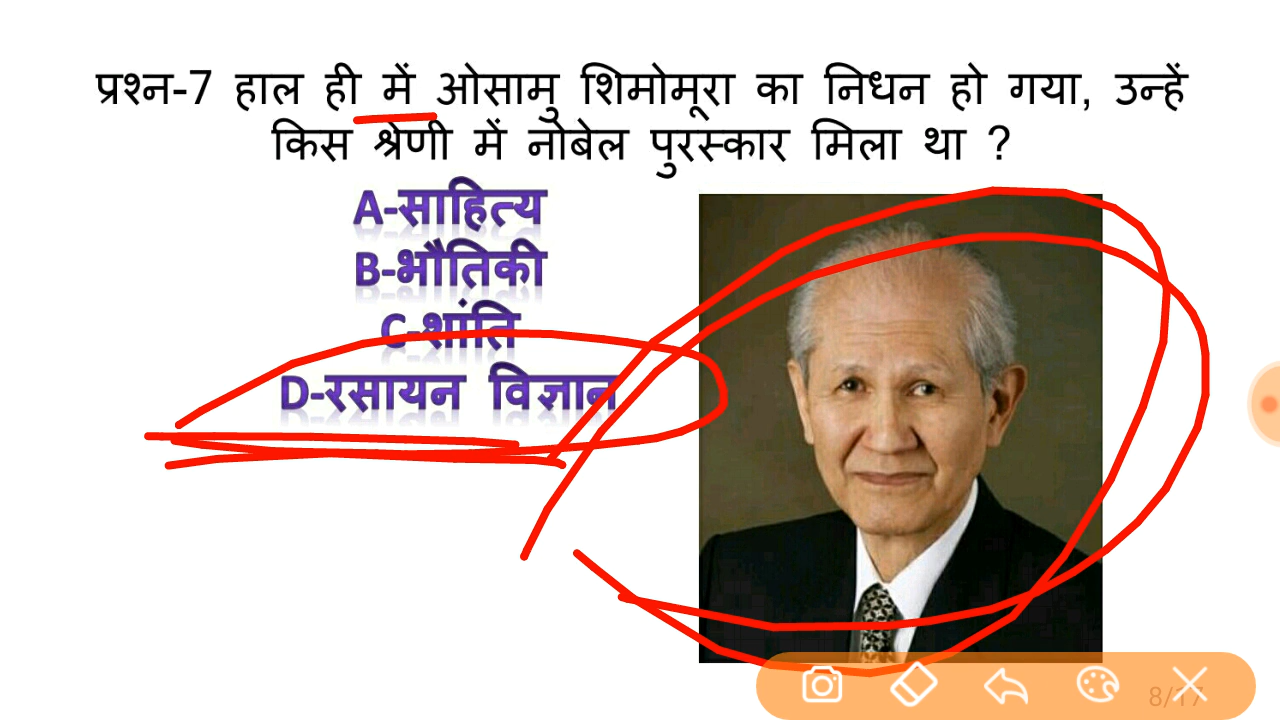 प्रश्न-7 हाल ही में ओसामु शिमोमूरा का निधन हो गया, उन्हें
किस श्रेणी में नोबेल पुरस्कार मिला था ?
A-साहित्य
B-भौतिकी
C-शांति
D-रसायन विज्ञान
8/17